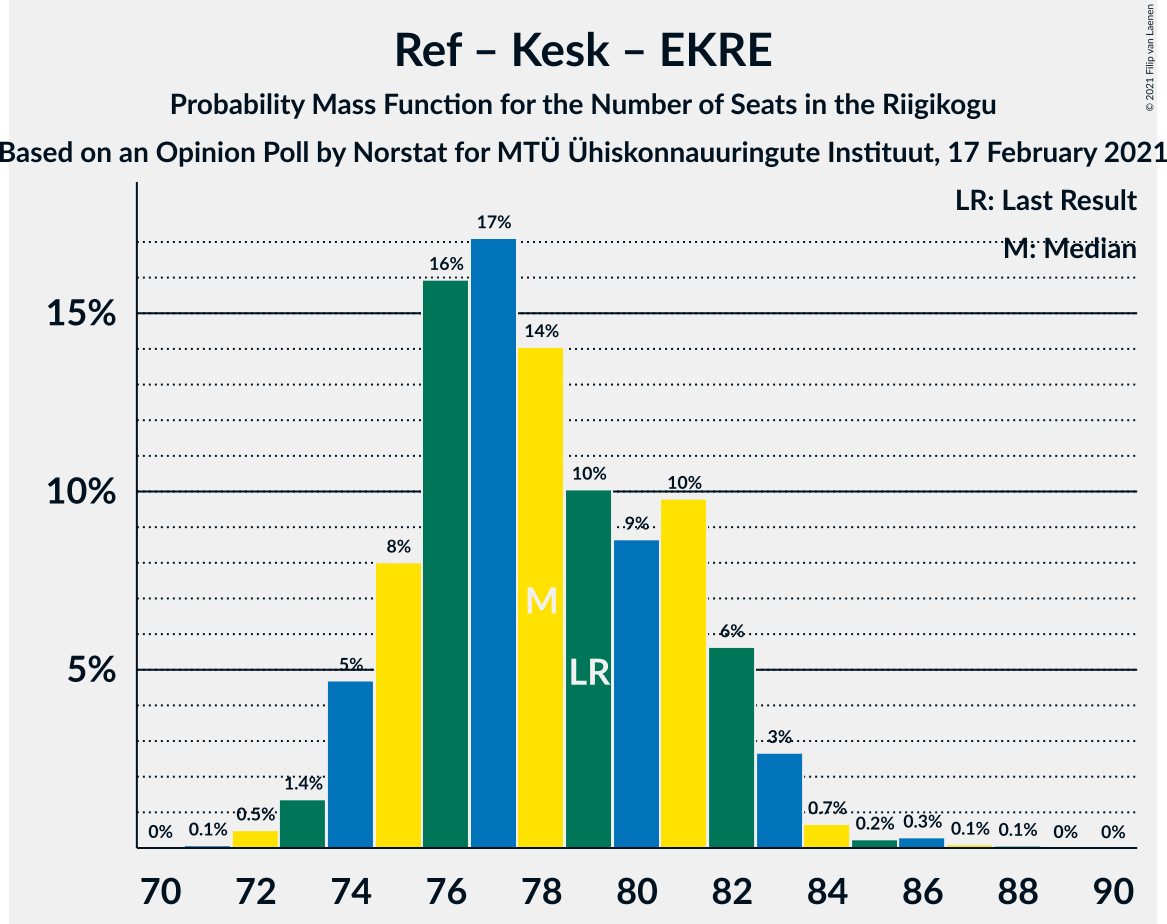 Ref – Kesk – EKRE
Probability Mass Function for the Number of Seats in the Riigikogu
Based on an Opinion Poll by Norstat for MTÜ Ühiskonnauuringute Instituut, 17 February 2021
© 2021 Filip van Laenen
LR: Last Result
M: Median
15%
10%
5%
0%
0.1%
0.5%
1.4%
5%
8%
16%
17%
14%
10%
9%
10%
6%
3%
0.7%
0.2%
0.3%
0.1%
0.1%
0%
0%
M
LR
70 72 74 76 78 80 82 84 86 88 90